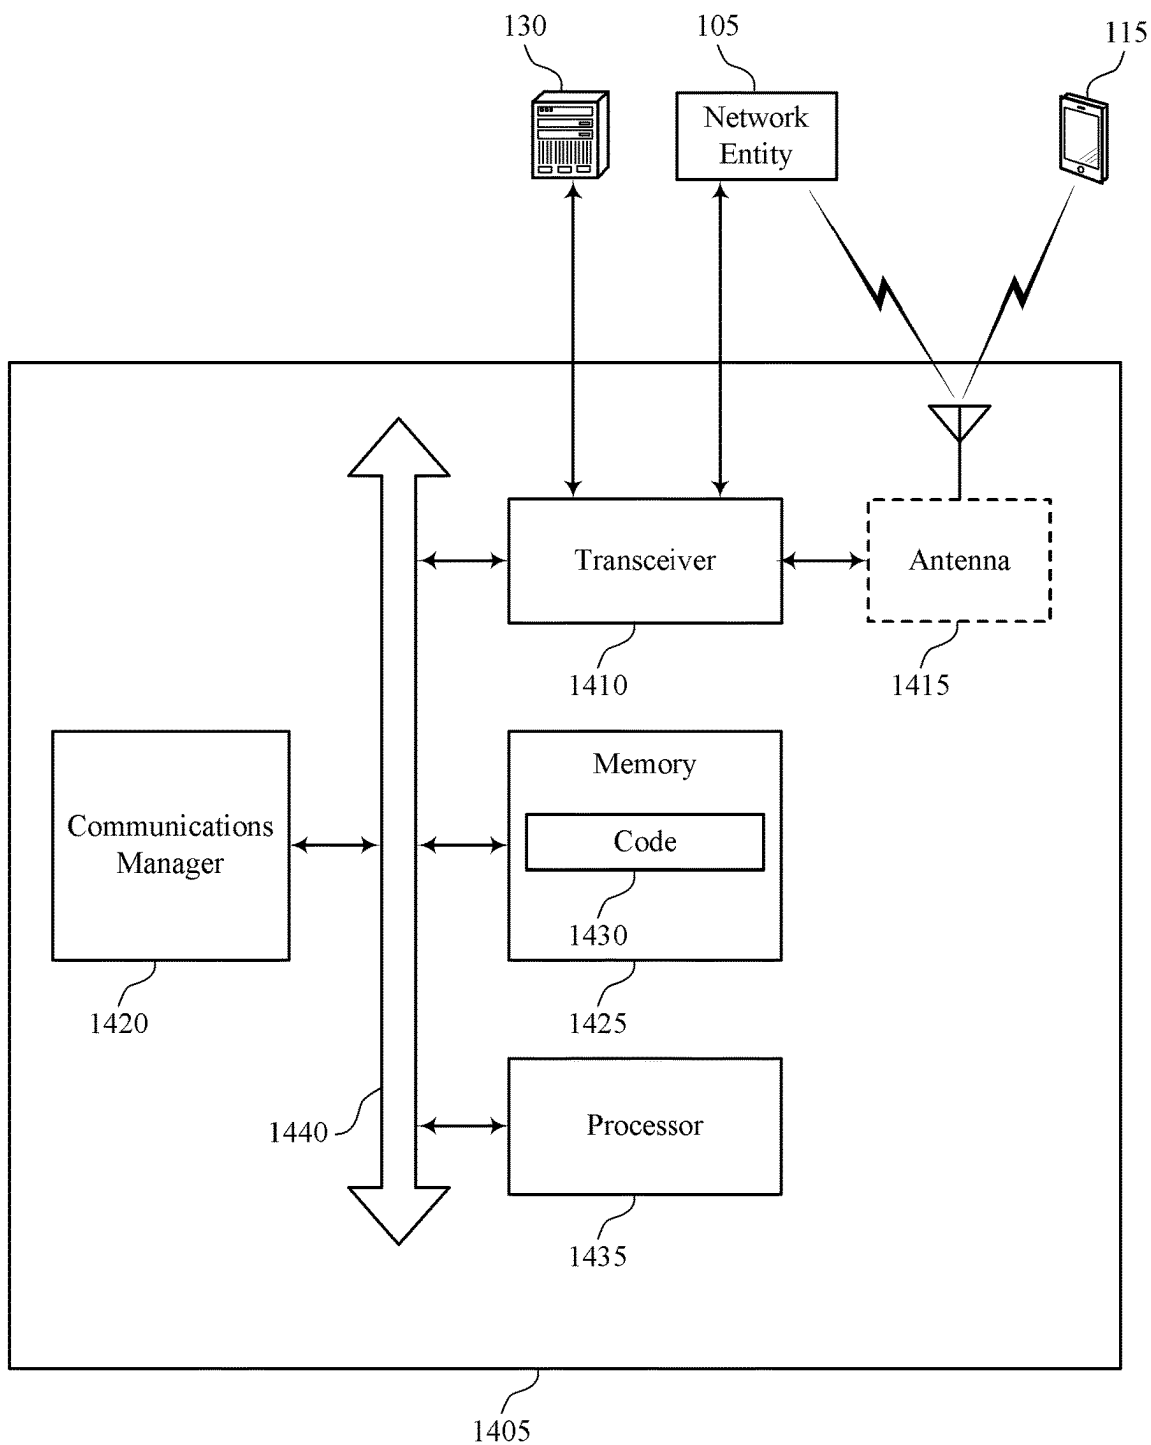 130
105
115
Network
Entity
Transceiver
Antenna
1410
1415
Memory
Communications
Manager
Code
1430
1420
1425
1440
Processor
1435
1405